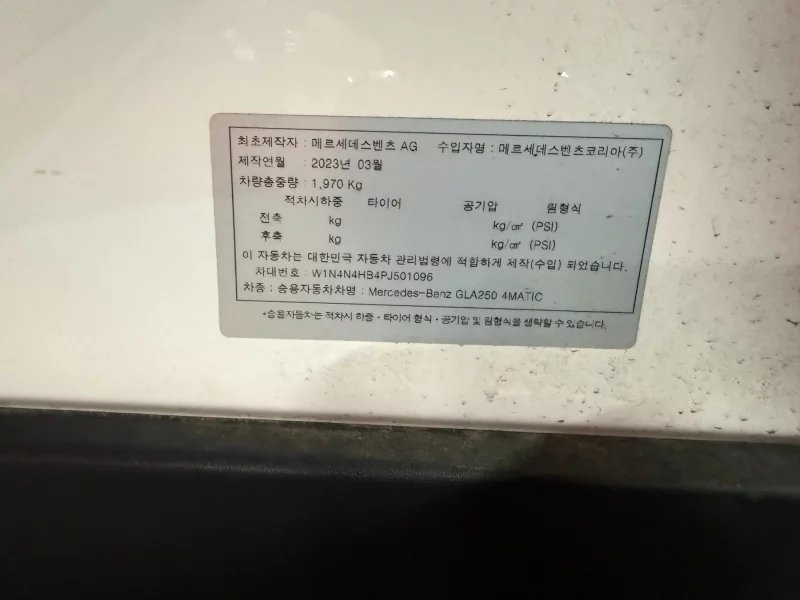 최초제작자 : 메르세데스벤츠 AG 수입자명 : 메르세데스벤츠코리아(주)
제작연월 : 2023년 03월
차량총중량 : 1,970 Kg
적차시하중 타이어 공기압 림형식
전축 kg kg/㎠ (PSI)
후축 kg kg/㎠ (PSI)
이 자동차는 대한민국 자동차 관리법령에 적합하게 제작(수입) 되었습니다.
차대번호 : W1N4N4HB4PJ501096
차종 : 승용자동차차명 : Mercedes-Benz GLA250 4MATIC
*승용자동차는 적차시 하중·타이어 형식·공기압 및 림형식을 생략할 수 있습니다.